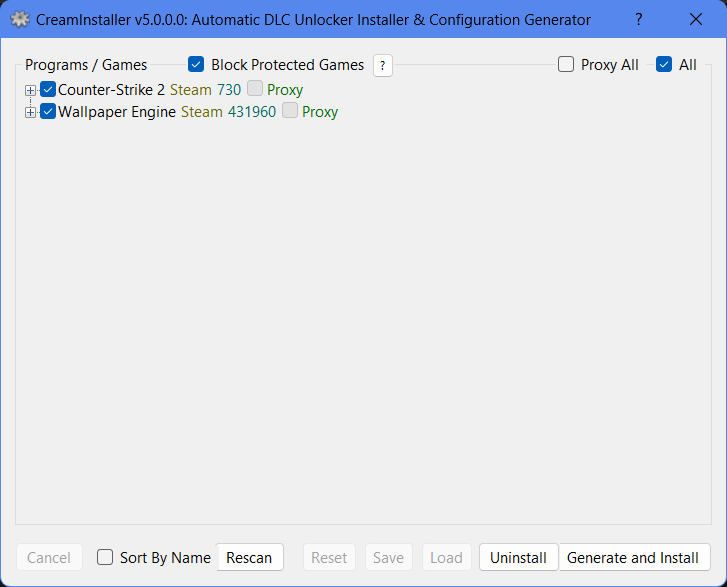 CreamInstaller v5.0.0.0: Automatic DLC Unlocker Installer & Configuration Generator ?
Programs / Games Block Protected Games ? Proxy All All
Counter-Strike 2 Steam 730 Proxy
Wallpaper Engine Steam 431960 Proxy
Cancel Sort By Name Rescan Reset Save Load Uninstall Generate and Install